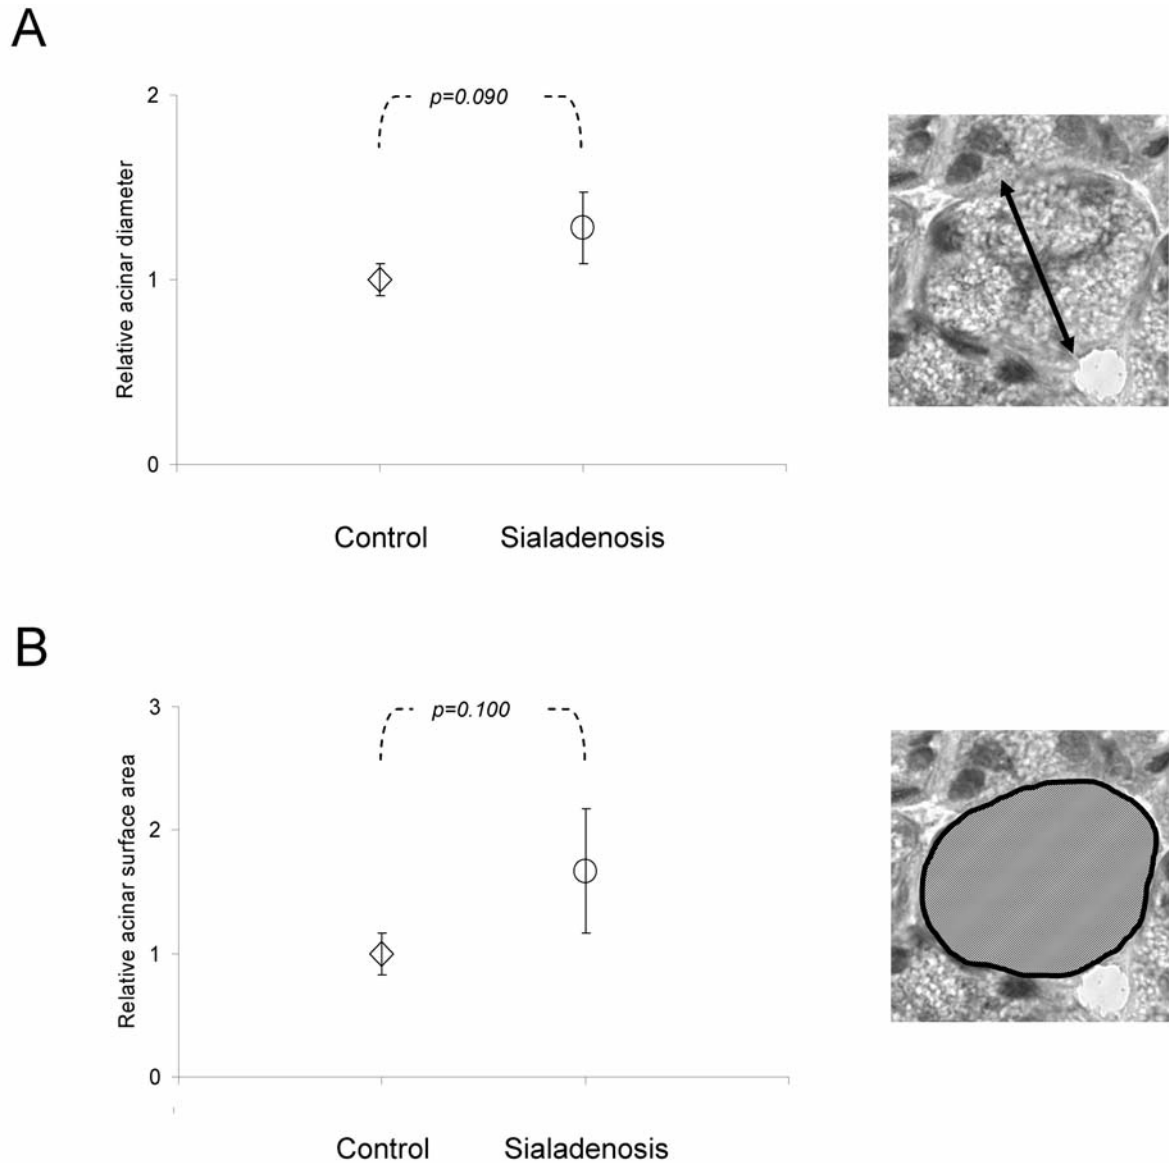 A
2
p=0.090
Relative acinar diameter
1
0
Control Sialadenosis
B
3
p=0.100
Relative acinar surface area
2
1
0
Control Sialadenosis